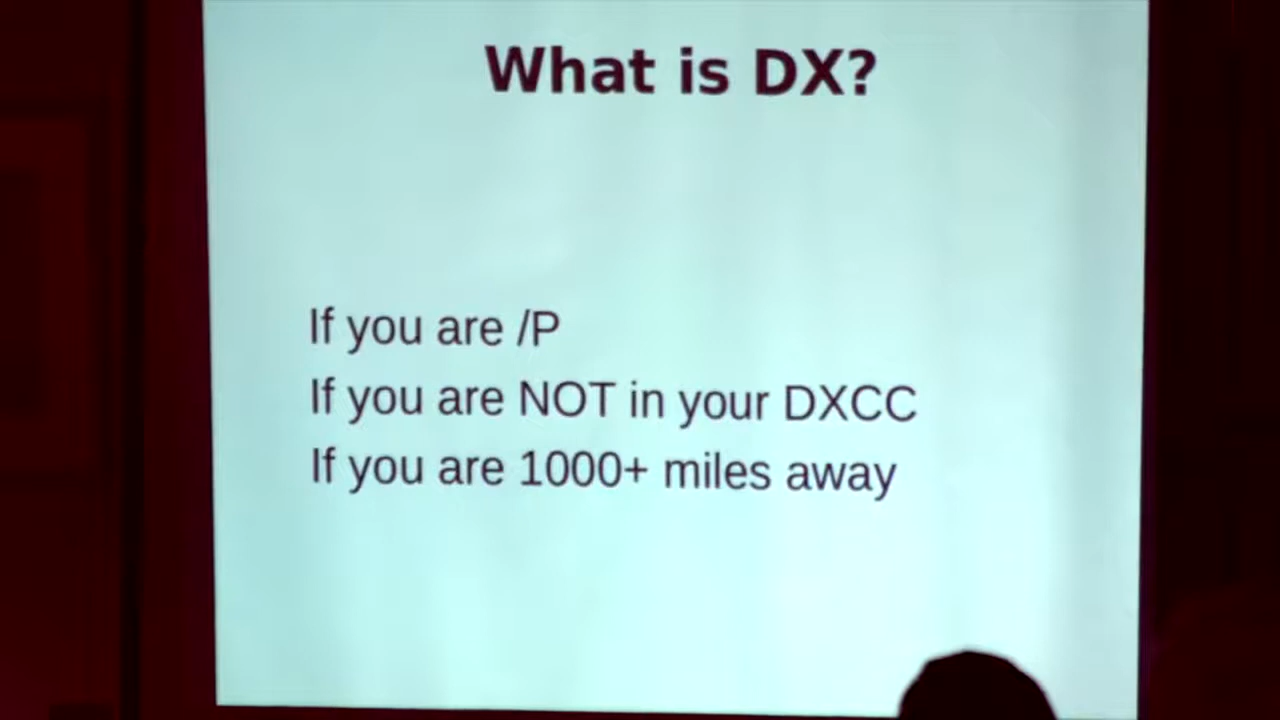 What is DX?
If you are /P
If you are NOT in your DXCC
If you are 1000+ miles away